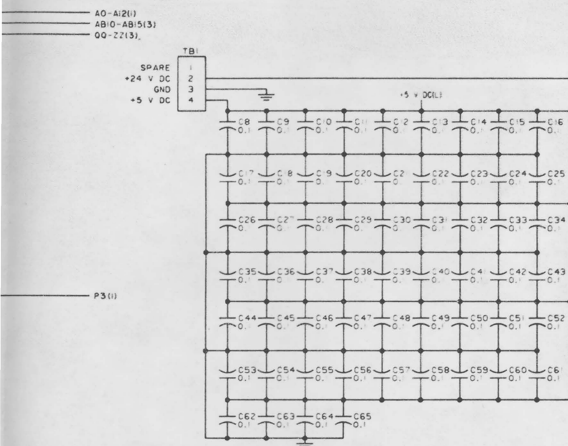 AO-A12(1)
AB10-AB15(3)
QQ-ZZ(3)
TB1
SPARE 1
+24 V DC 2
GND 3
+5 V DC 4
+5 V DC(L)
C8 C9 C10 C11 C12 C13 C14 C15 C16
0.1 0.1 0.1 0.1 0.1 0.1 0.1 0.1 0.1
C17 C18 C19 C20 C21 C22 C23 C24 C25
0.1 0.1 0.1 0.1 0.1 0.1 0.1 0.1 0.1
C26 C27 C28 C29 C30 C31 C32 C33 C34
0.1 0.1 0.1 0.1 0.1 0.1 0.1 0.1 0.1
C35 C36 C37 C38 C39 C40 C41 C42 C43
0.1 0.1 0.1 0.1 0.1 0.1 0.1 0.1 0.1
P3(1)
C44 C45 C46 C47 C48 C49 C50 C51 C52
0.1 0.1 0.1 0.1 0.1 0.1 0.1 0.1 0.1
C53 C54 C55 C56 C57 C58 C59 C60 C61
0.1 0.1 0.1 0.1 0.1 0.1 0.1 0.1 0.1
C62 C63 C64 C65
0.1 0.1 0.1 0.1